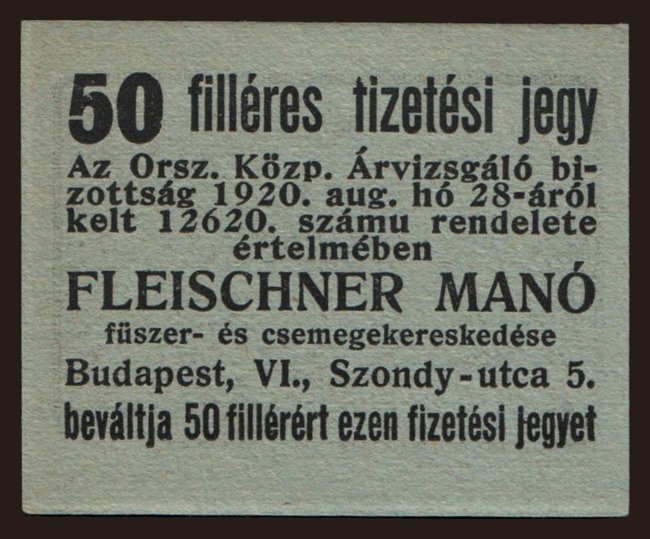 50 filléres tizetési jegy
Az Orsz. Közp. Árvizsgáló bi-
zottság 1920. aug. hó 28-áról
kelt 12620. számu rendelete
értelmében
FLEISCHNER MANÓ
füszer- és csemegekereskedése
Budapest, VI., Szondy-utca 5.
beváltja 50 fillérért ezen fizetési jegyet